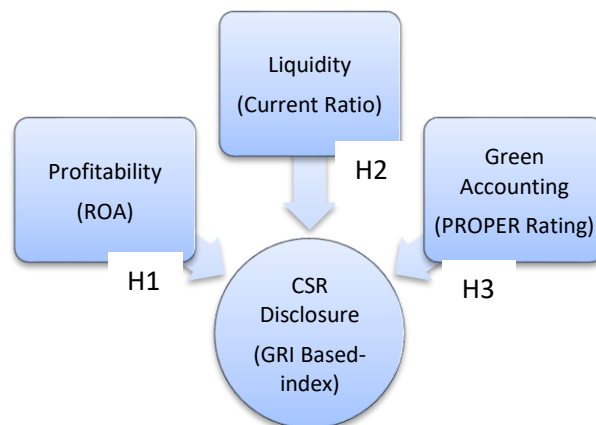 Liquidity
(Current Ratio)
H2
Profitability
(ROA)
H1
Green
Accounting
(PROPER Rating)
H3
CSR
Disclosure
(GRI Based-
index)